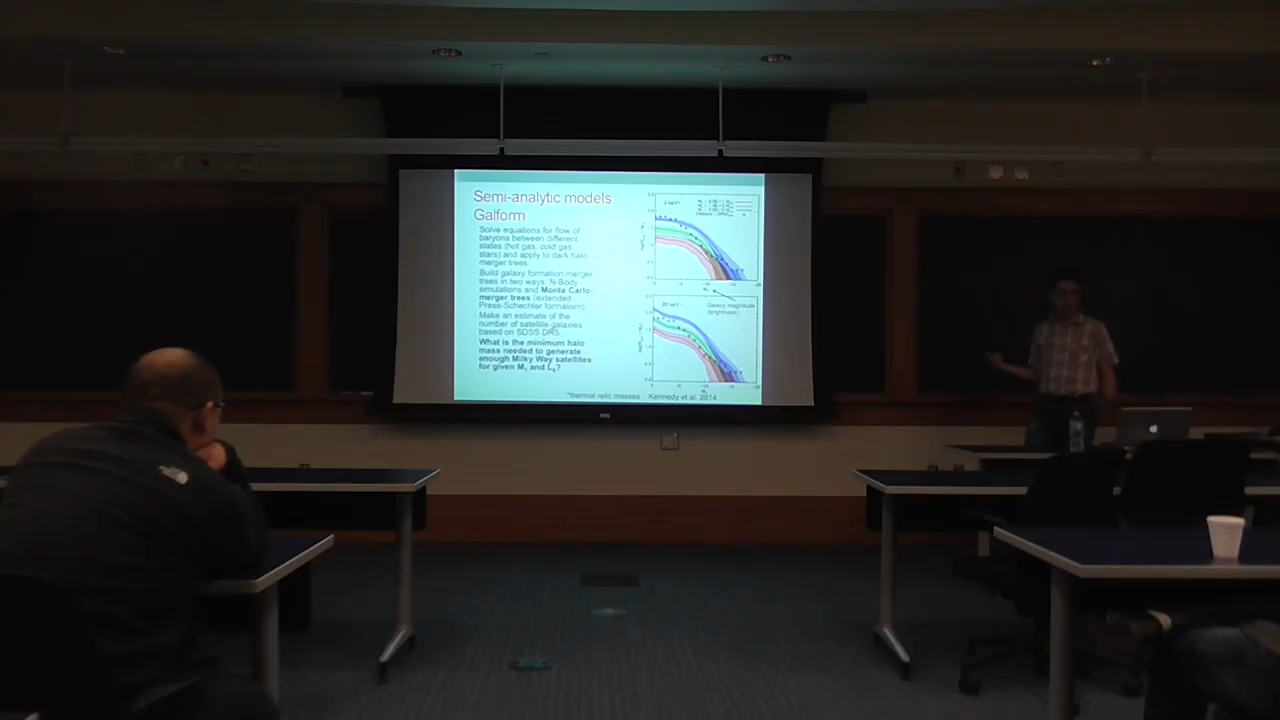 Semi-analytic models
Galform
Solve equations for flow of
baryons between different
states (hot gas, cold gas
stars) and apply to dark halo
merger trees
Build galaxy formation merger
trees in two ways: N-Body
simulations and Monte Carlo-
merger trees (extended
Press-Schechter formalism)
Make an estimate of the
number of satellite galaxies
based on SDSS DR5
What is the minimum halo
mass needed to generate
enough Milky Way satellites
for given M₁ and L₆?
Galaxy magnitude
(brightness)
*thermal relic masses Kennedy et al. 2014